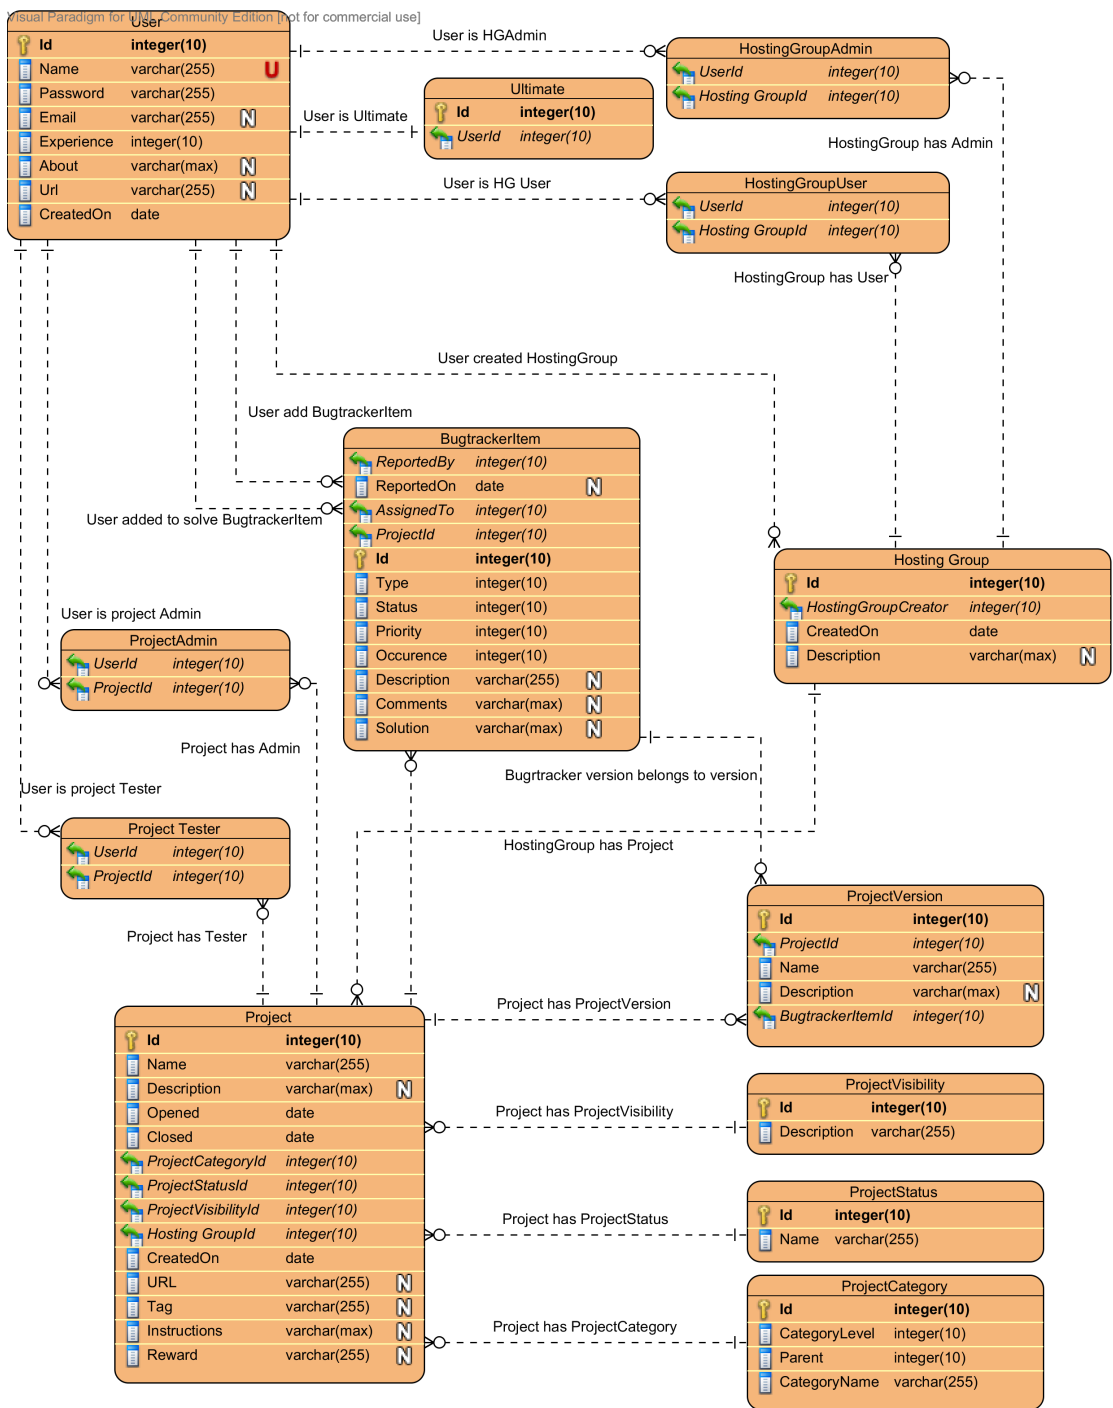 Visual Paradigm for UML Community Edition [not for commercial use]
User
Id integer(10)
Name varchar(255) U
Password varchar(255)
Email varchar(255) N
Experience integer(10)
About varchar(max) N
Url varchar(255) N
CreatedOn date
User is HGAdmin
HostingGroupAdmin
UserId integer(10)
Hosting GroupId integer(10)
User is Ultimate
Ultimate
Id integer(10)
UserId integer(10)
HostingGroup has Admin
User is HG User
HostingGroupUser
UserId integer(10)
Hosting GroupId integer(10)
HostingGroup has User
User created HostingGroup
User add BugtrackerItem
BugtrackerItem
ReportedBy integer(10)
ReportedOn date N
AssignedTo integer(10)
ProjectId integer(10)
Id integer(10)
Type integer(10)
Status integer(10)
Priority integer(10)
Occurence integer(10)
Description varchar(255) N
Comments varchar(max) N
Solution varchar(max) N
User added to solve BugtrackerItem
Hosting Group
Id integer(10)
HostingGroupCreator integer(10)
CreatedOn date
Description varchar(max) N
User is project Admin
ProjectAdmin
UserId integer(10)
ProjectId integer(10)
Project has Admin
Bugrtracker version belongs to version
User is project Tester
Project Tester
UserId integer(10)
ProjectId integer(10)
HostingGroup has Project
Project has Tester
ProjectVersion
Id integer(10)
ProjectId integer(10)
Name varchar(255)
Description varchar(max) N
BugtrackerItemId integer(10)
Project has ProjectVersion
Project
Id integer(10)
Name varchar(255)
Description varchar(max) N
Opened date
Closed date
ProjectCategoryId integer(10)
ProjectStatusId integer(10)
ProjectVisibilityId integer(10)
Hosting GroupId integer(10)
CreatedOn date
URL varchar(255) N
Tag varchar(255) N
Instructions varchar(max) N
Reward varchar(255) N
Project has ProjectVisibility
ProjectVisibility
Id integer(10)
Description varchar(255)
Project has ProjectStatus
ProjectStatus
Id integer(10)
Name varchar(255)
Project has ProjectCategory
ProjectCategory
Id integer(10)
CategoryLevel integer(10)
Parent integer(10)
CategoryName varchar(255)